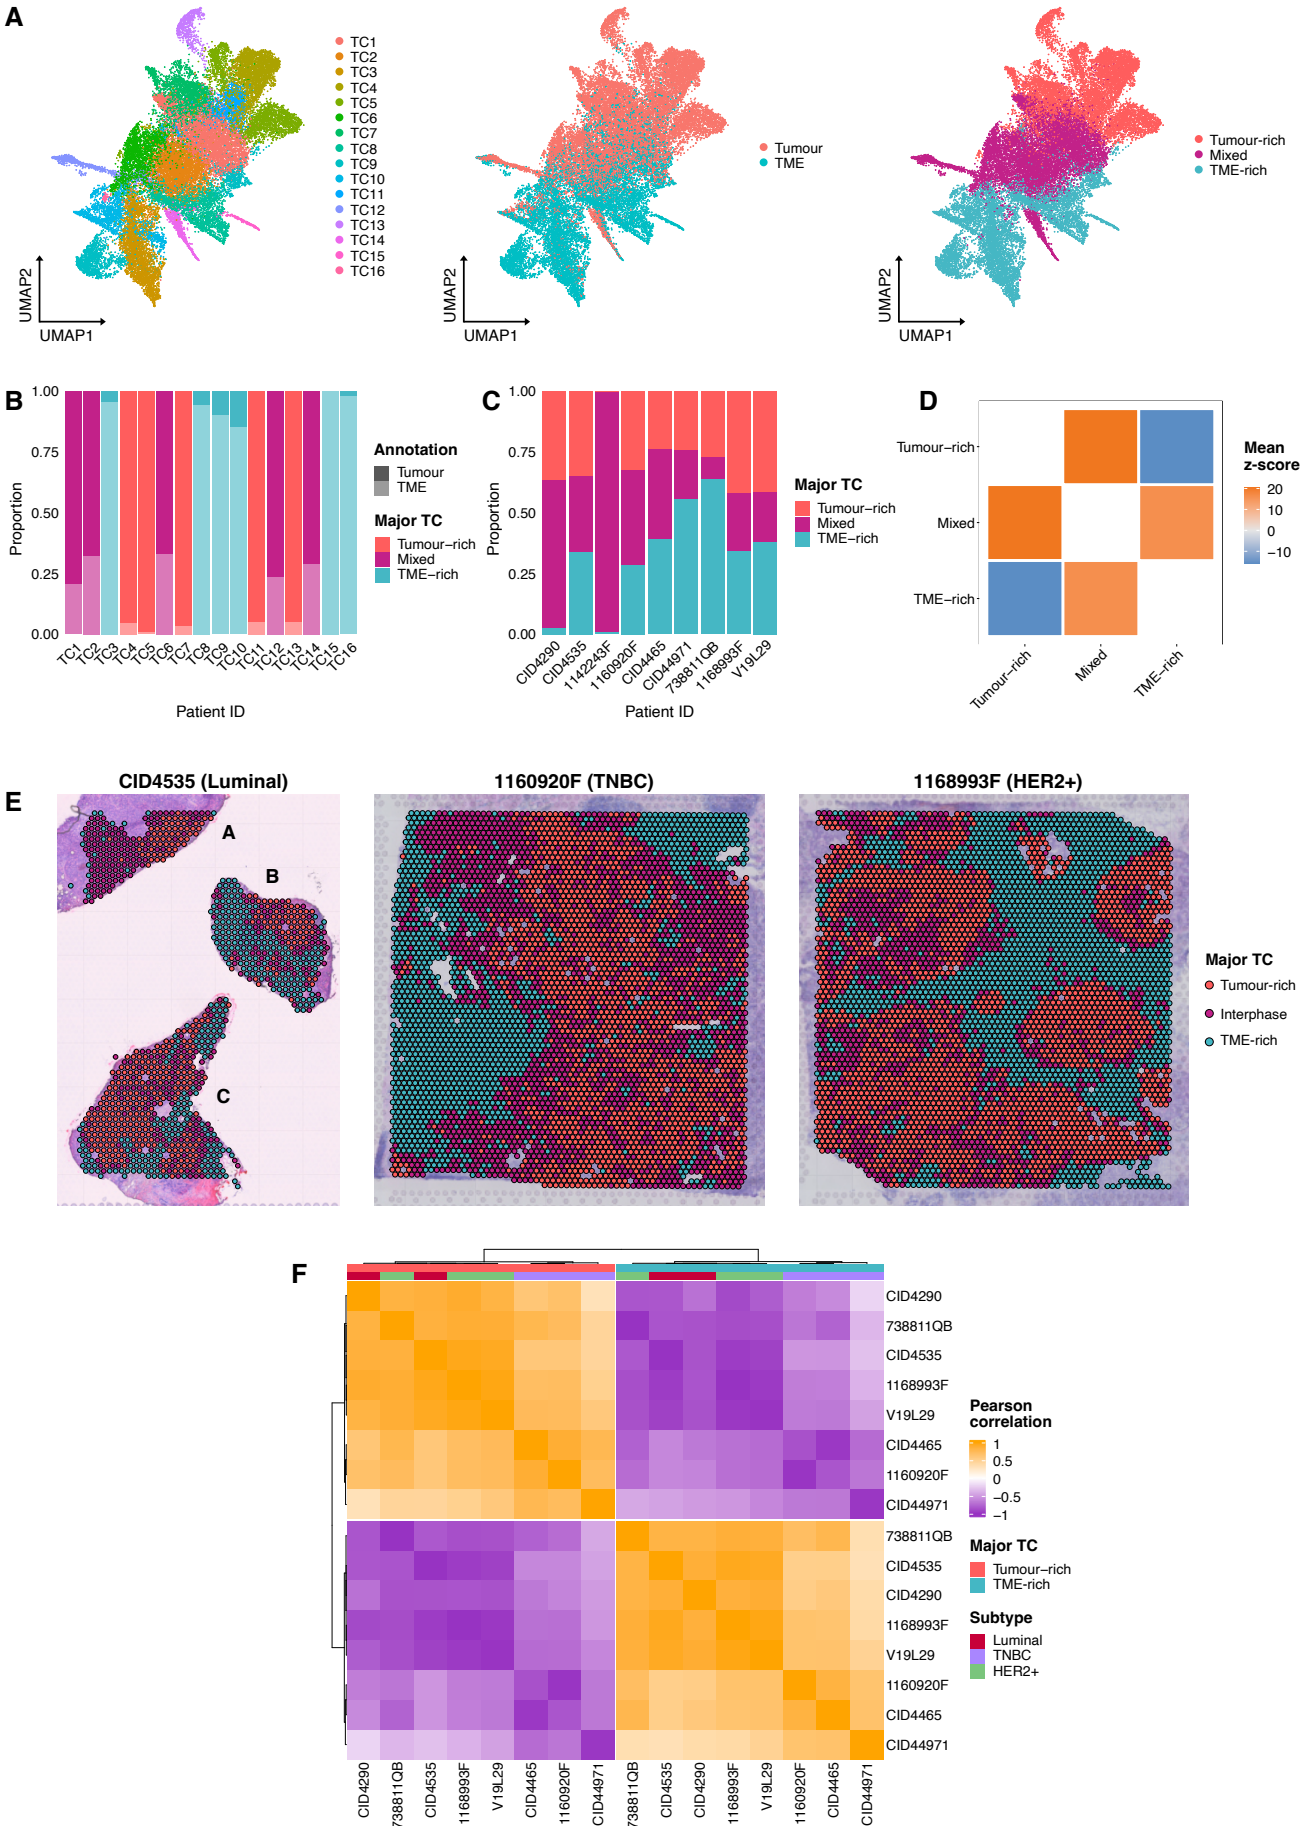 A
TC1
TC2
TC3
TC4
TC5
TC6
TC7
TC8
TC9
TC10
TC11
TC12
TC13
TC14
TC15
TC16
UMAP2
UMAP1
Tumour
TME
UMAP2
UMAP1
Tumour-rich
Mixed
TME-rich
UMAP2
UMAP1
B
1.00
0.75
0.50
0.25
0.00
Proportion
TC1
TC2
TC3
TC4
TC5
TC6
TC7
TC8
TC9
TC10
TC11
TC12
TC13
TC14
TC15
TC16
Patient ID
Annotation
Tumour
TME
Major TC
Tumour−rich
Mixed
TME−rich
C
1.00
0.75
0.50
0.25
0.00
Proportion
CID4290
CID4535
1142243F
1160920F
CID4465
CID44971
738811QB
1168993F
V19L29
Patient ID
Major TC
Tumour−rich
Mixed
TME−rich
D
Tumour−rich
Mixed
TME−rich
Tumour−rich
Mixed
TME−rich
Mean
z−score
20
10
0
−10
E
CID4535 (Luminal)
A
B
C
1160920F (TNBC)
1168993F (HER2+)
Major TC
Tumour-rich
Interphase
TME-rich
F
CID4290
738811QB
CID4535
1168993F
V19L29
CID4465
1160920F
CID44971
738811QB
CID4535
CID4290
1168993F
V19L29
1160920F
CID4465
CID44971
CID4290
738811QB
CID4535
1168993F
V19L29
CID4465
1160920F
CID44971
738811QB
CID4535
CID4290
1168993F
V19L29
1160920F
CID4465
CID44971
Pearson
correlation
1
0.5
0
−0.5
−1
Major TC
Tumour−rich
TME-rich
Subtype
Luminal
TNBC
HER2+